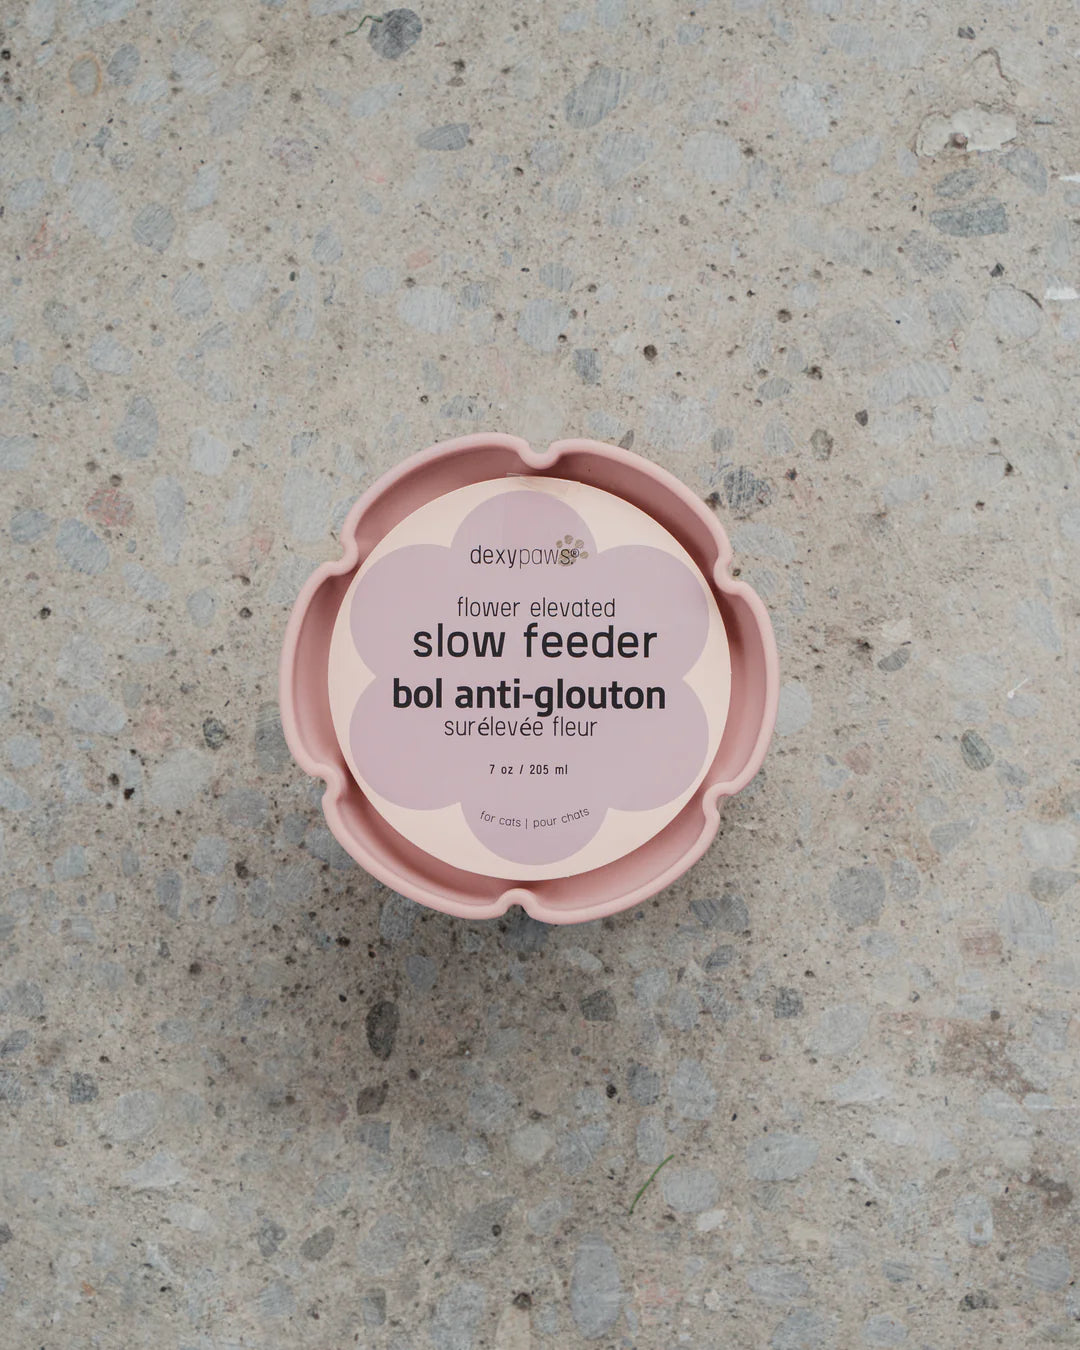 dexypaws®
flower elevated
slow feeder
bol anti-glouton
surélevée fleur
7 oz / 205 ml
for cats | pour chats